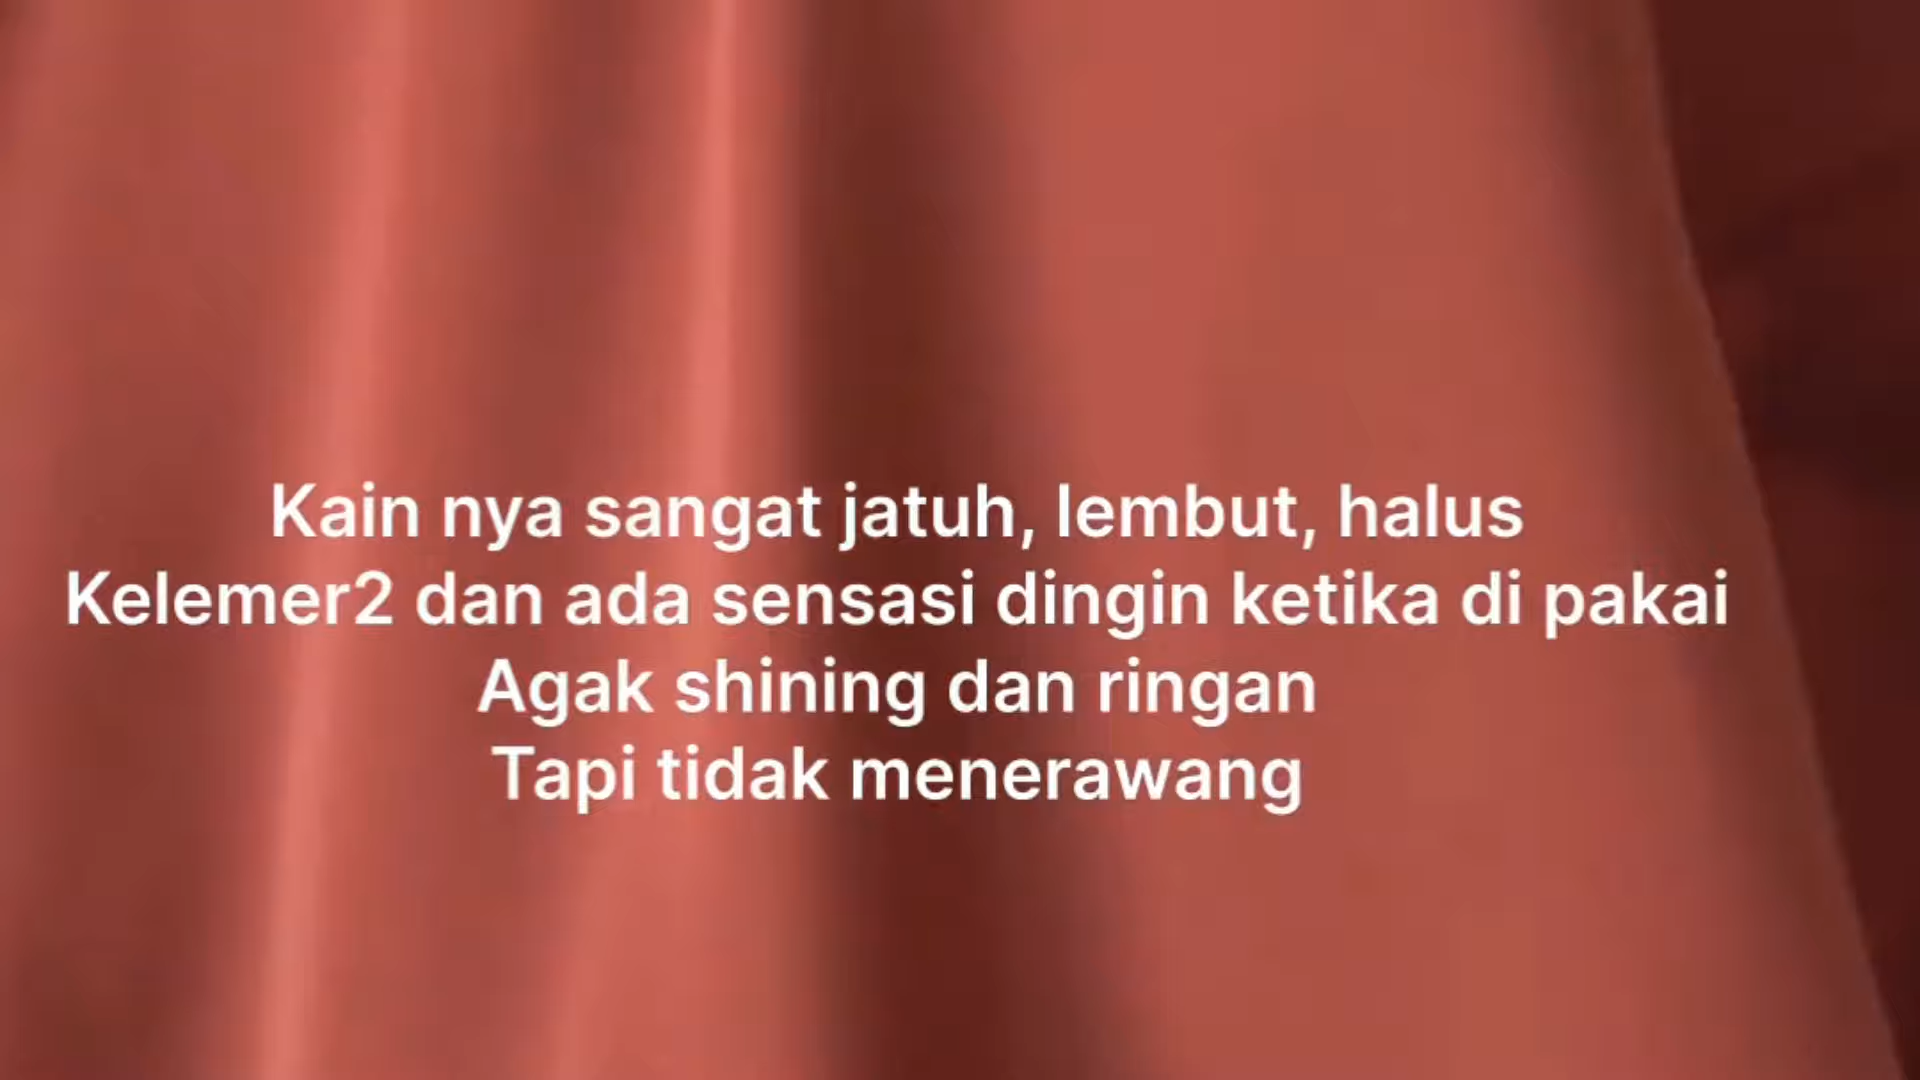 Kain nya sangat jatuh, lembut, halus
Kelemer2 dan ada sensasi dingin ketika di pakai
Agak shining dan ringan
Tapi tidak menerawang